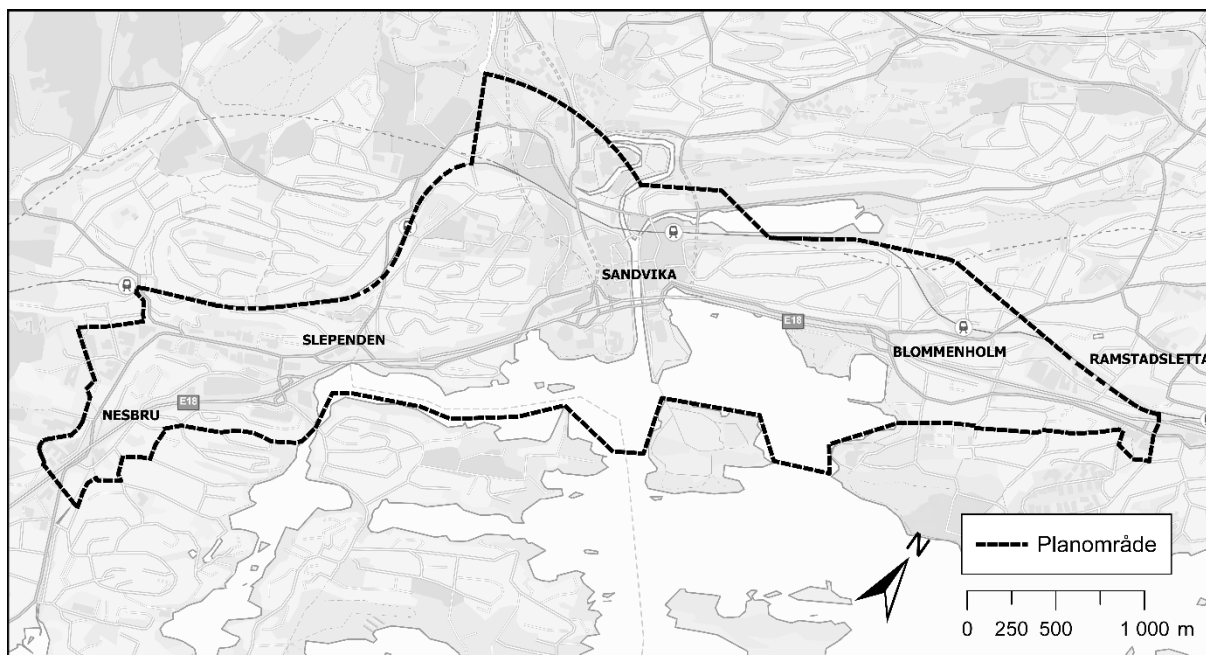 SANDVIKA
SLEPENDEN
E18
BLOMMENHOLM
RAMSTADSLETTA
E18
NESBRU
N
Planområde
0 250 500 1 000 m